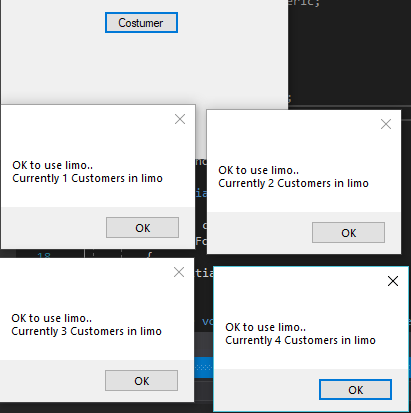 eric;
Costumer
;
OK to use limo..
Currently 1 Customers in limo
OK
OK to use limo..
Currently 2 Customers in limo
OK
18
{
OK to use limo..
Currently 3 Customers in limo
OK
OK to use limo..
Currently 4 Customers in limo
OK